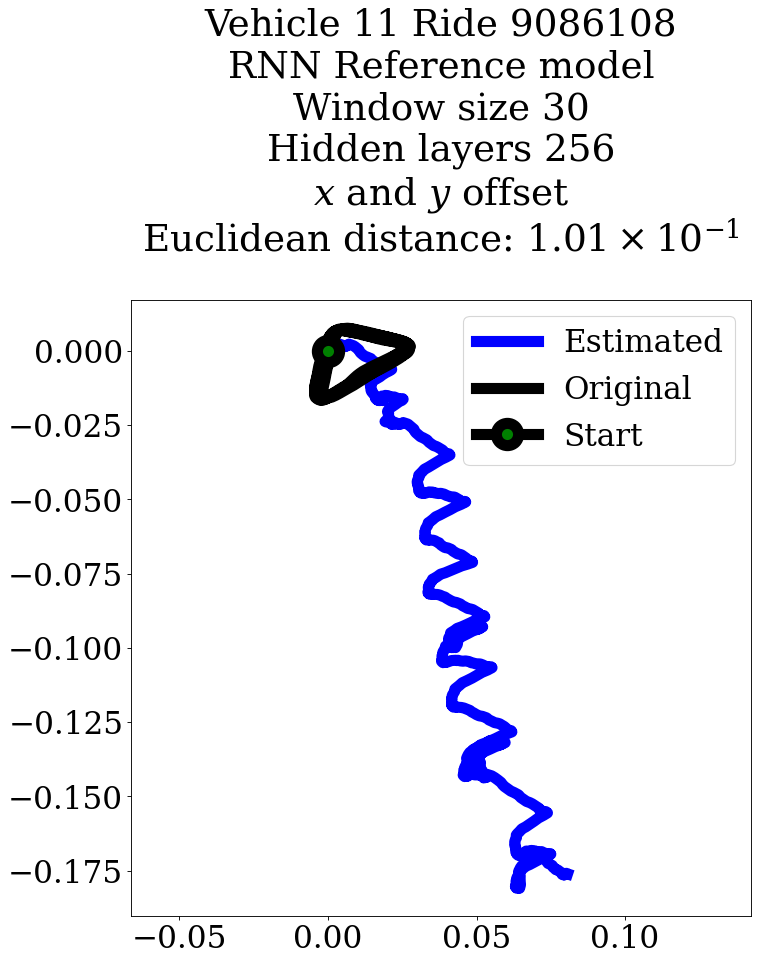 Vehicle 11 Ride 9086108
RNN Reference model
Window size 30
Hidden layers 256
x and y offset
Euclidean distance: 1.01 × 10⁻¹
Estimated
Original
Start
0.000
−0.025
−0.050
−0.075
−0.100
−0.125
−0.150
−0.175
−0.05 0.00 0.05 0.10